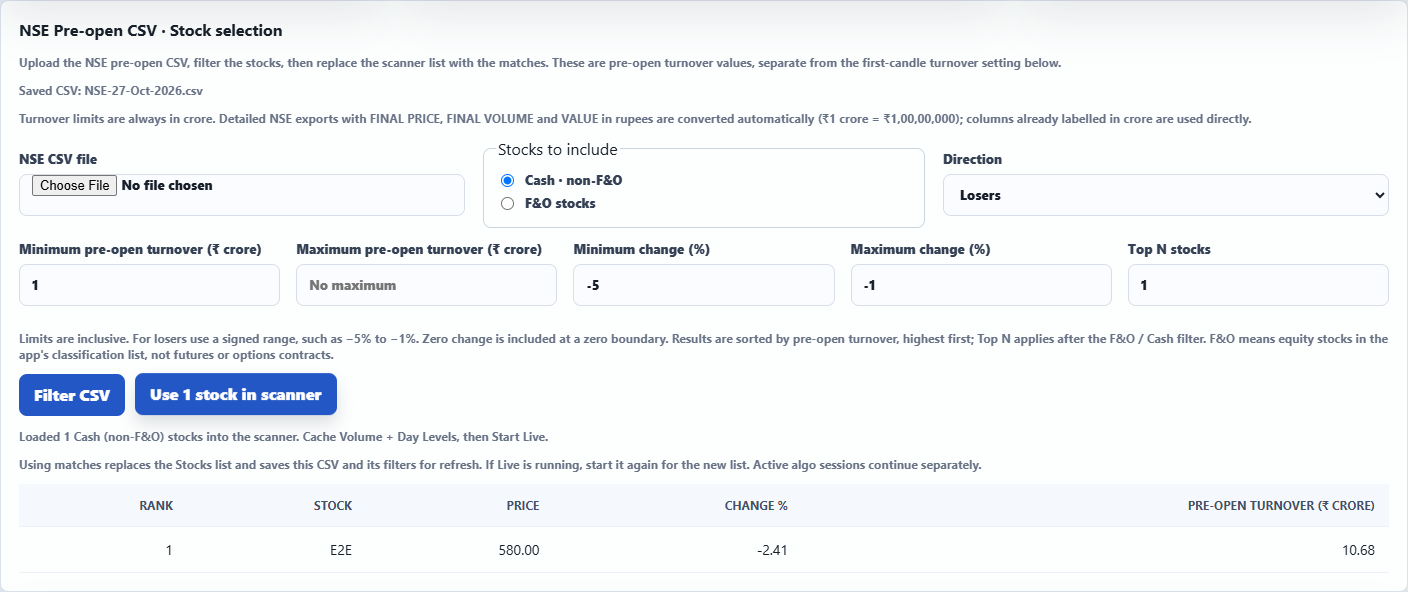 NSE Pre-open CSV · Stock selection
Upload the NSE pre-open CSV, filter the stocks, then replace the scanner list with the matches. These are pre-open turnover values, separate from the first-candle turnover setting below.
Saved CSV: NSE-27-Oct-2026.csv
Turnover limits are always in crore. Detailed NSE exports with FINAL PRICE, FINAL VOLUME and VALUE in rupees are converted automatically (₹1 crore = ₹1,00,00,000); columns already labelled in crore are used directly.
NSE CSV file
Choose File No file chosen
Stocks to include
Cash · non-F&O
F&O stocks
Direction
Losers
Minimum pre-open turnover (₹ crore) Maximum pre-open turnover (₹ crore) Minimum change (%) Maximum change (%) Top N stocks
1 No maximum -5 -1 1
Limits are inclusive. For losers use a signed range, such as −5% to −1%. Zero change is included at a zero boundary. Results are sorted by pre-open turnover, highest first; Top N applies after the F&O / Cash filter. F&O means equity stocks in the
app's classification list, not futures or options contracts.
Filter CSV Use 1 stock in scanner
Loaded 1 Cash (non-F&O) stocks into the scanner. Cache Volume + Day Levels, then Start Live.
Using matches replaces the Stocks list and saves this CSV and its filters for refresh. If Live is running, start it again for the new list. Active algo sessions continue separately.
RANK STOCK PRICE CHANGE % PRE-OPEN TURNOVER (₹ CRORE)
1 E2E 580.00 -2.41 10.68